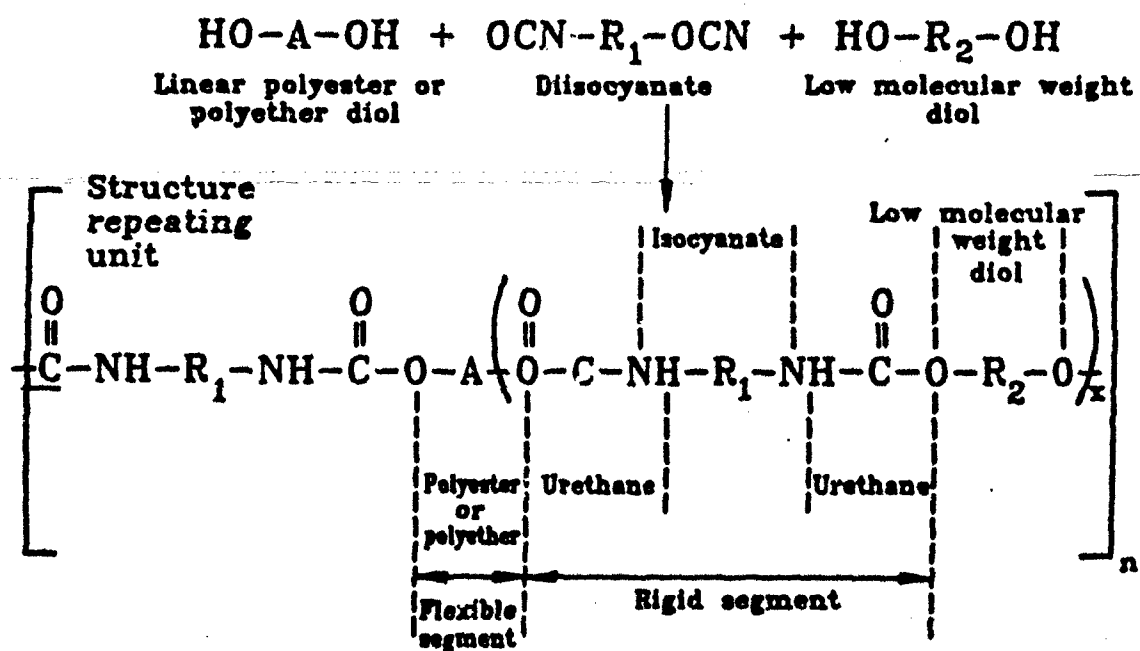 HO-A-OH + OCN-R₁-OCN + HO-R₂-OH
Linear polyester or
polyether diol
Diisocyanate
Low molecular weight
diol
Structure
repeating
unit
Isocyanate
Low molecular
weight
diol
O O O O
C-NH-R₁-NH-C-O-A(O-C-NH-R₁-NH-C-O-R₂-O)x
n
Polyester
or
polyether
Urethane
Urethane
Flexible
segment
Rigid segment